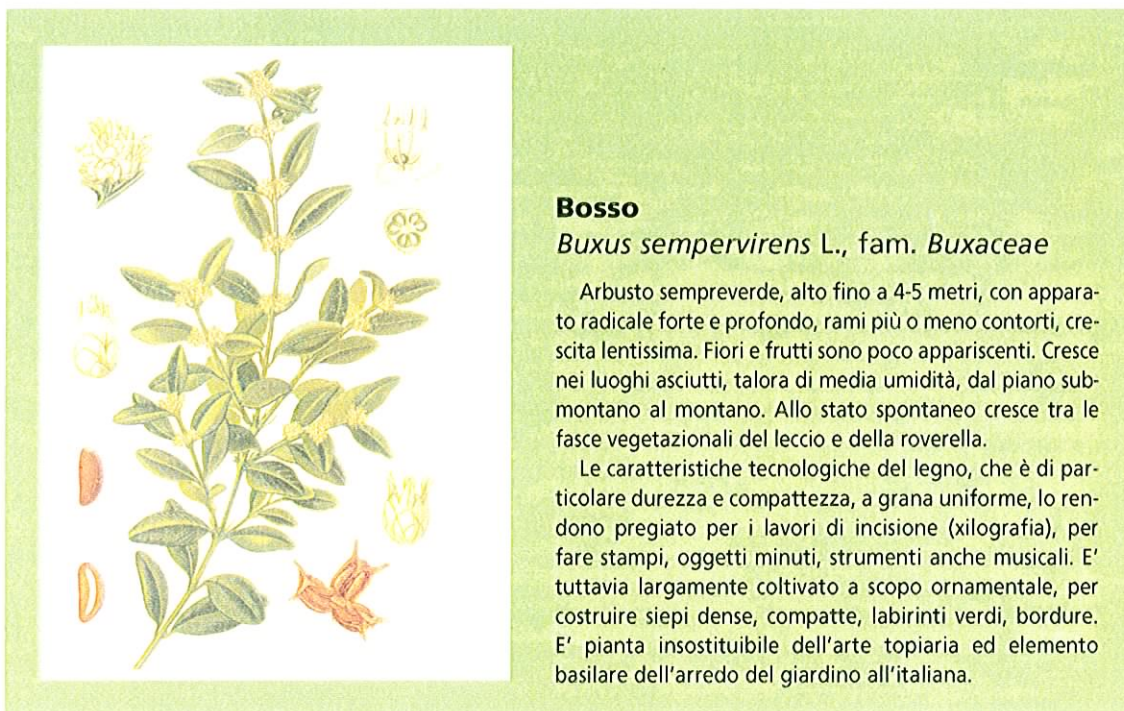 Bosso
Buxus sempervirens L., fam. Buxaceae
Arbusto sempreverde, alto fino a 4-5 metri, con appara-
to radicale forte e profondo, rami più o meno contorti, cre-
scita lentissima. Fiori e frutti sono poco appariscenti. Cresce
nei luoghi asciutti, talora di media umidità, dal piano sub-
montano al montano. Allo stato spontaneo cresce tra le
fasce vegetazionali del leccio e della roverella.
Le caratteristiche tecnologiche del legno, che è di par-
ticolare durezza e compattezza, a grana uniforme, lo ren-
dono pregiato per i lavori di incisione (xilografia), per
fare stampi, oggetti minuti, strumenti anche musicali. E'
tuttavia largamente coltivato a scopo ornamentale, per
costruire siepi dense, compatte, labirinti verdi, bordure.
E' pianta insostituibile dell'arte topiaria ed elemento
basilare dell'arredo del giardino all'italiana.